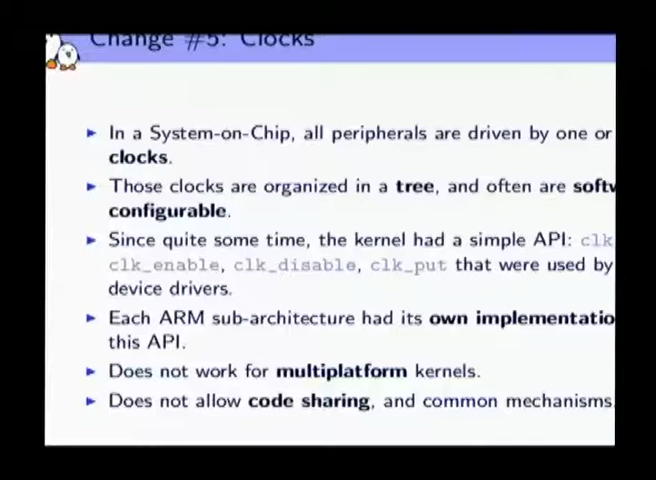 Change #5: Clocks
► In a System-on-Chip, all peripherals are driven by one or
clocks.
► Those clocks are organized in a tree, and often are softw
configurable.
► Since quite some time, the kernel had a simple API: clk
clk_enable, clk_disable, clk_put that were used by
device drivers.
► Each ARM sub-architecture had its own implementatio
this API.
► Does not work for multiplatform kernels.
► Does not allow code sharing, and common mechanisms.